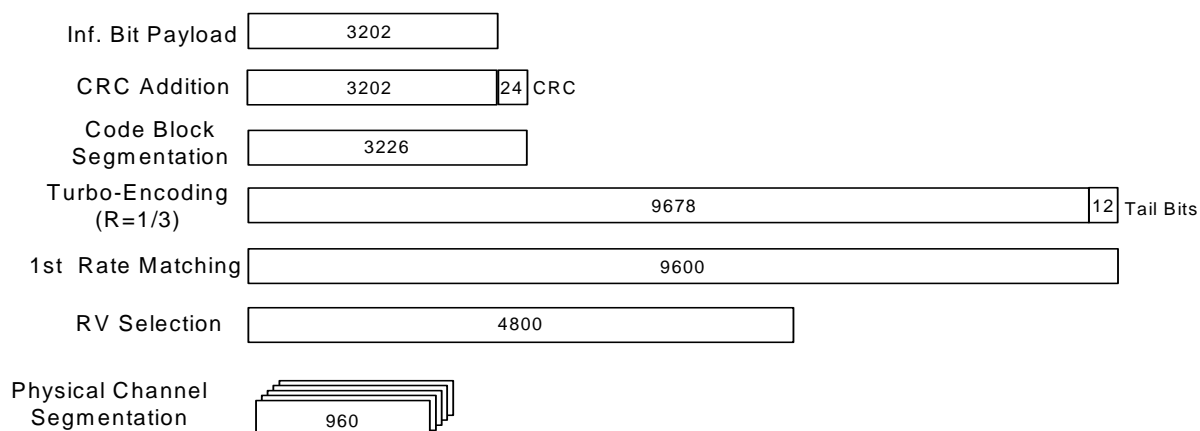 Inf. Bit Payload 3202
CRC Addition 3202 24 CRC
Code Block
Segmentation 3226
Turbo-Encoding
(R=1/3) 9678 12 Tail Bits
1st Rate Matching 9600
RV Selection 4800
Physical Channel
Segmentation 960